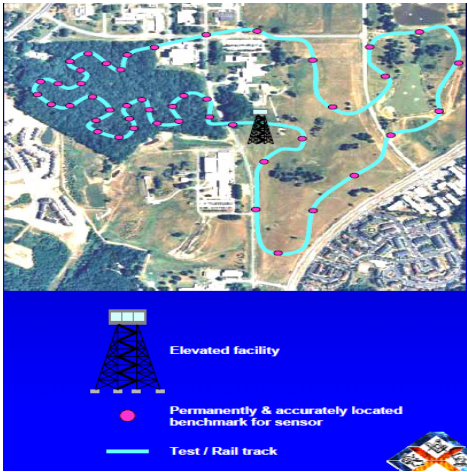 Elevated facility
Permanently & accurately located
benchmark for sensor
Test / Rail track